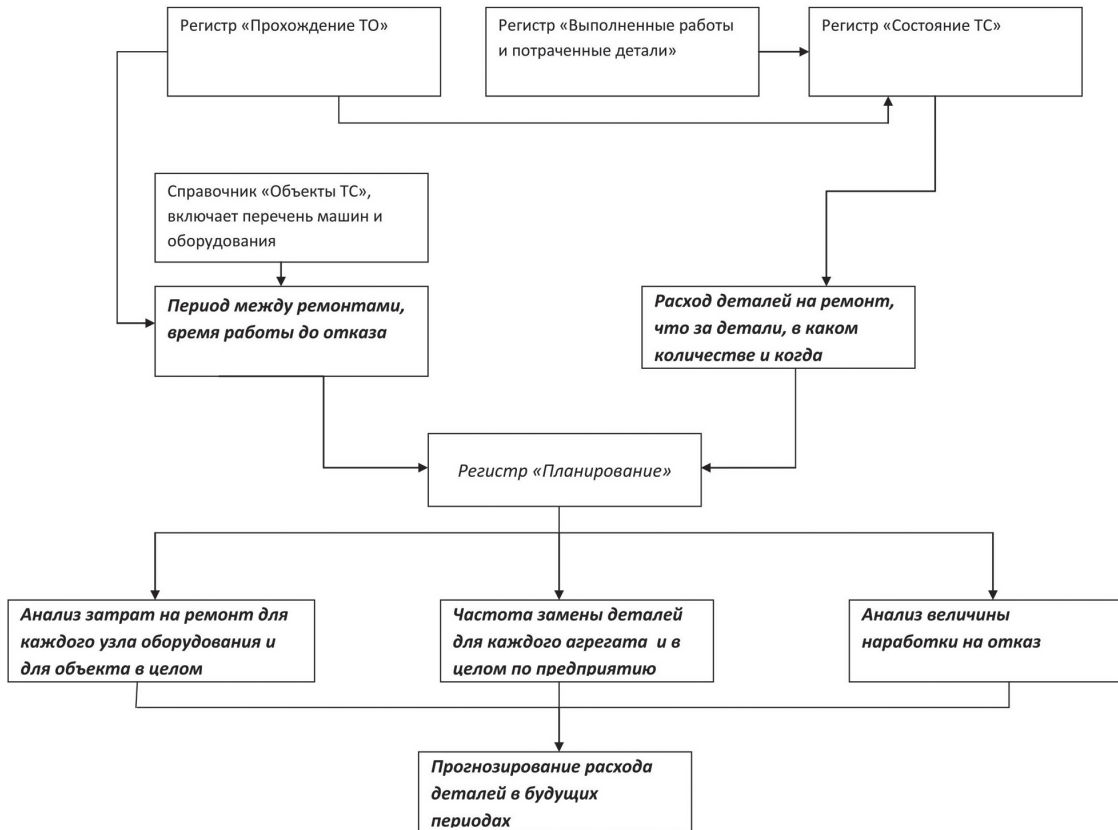 Регистр «Прохождение ТО»
Регистр «Выполненные работы
и потраченные детали»
Регистр «Состояние ТС»
Справочник «Объекты ТС»,
включает перечень машин и
оборудования
Период между ремонтами,
время работы до отказа
Расход деталей на ремонт,
что за детали, в каком
количестве и когда
Регистр «Планирование»
Анализ затрат на ремонт для
каждого узла оборудования и
для объекта в целом
Частота замены деталей
для каждого агрегата и в
целом по предприятию
Анализ величины
наработки на отказ
Прогнозирование расхода
деталей в будущих
периодах